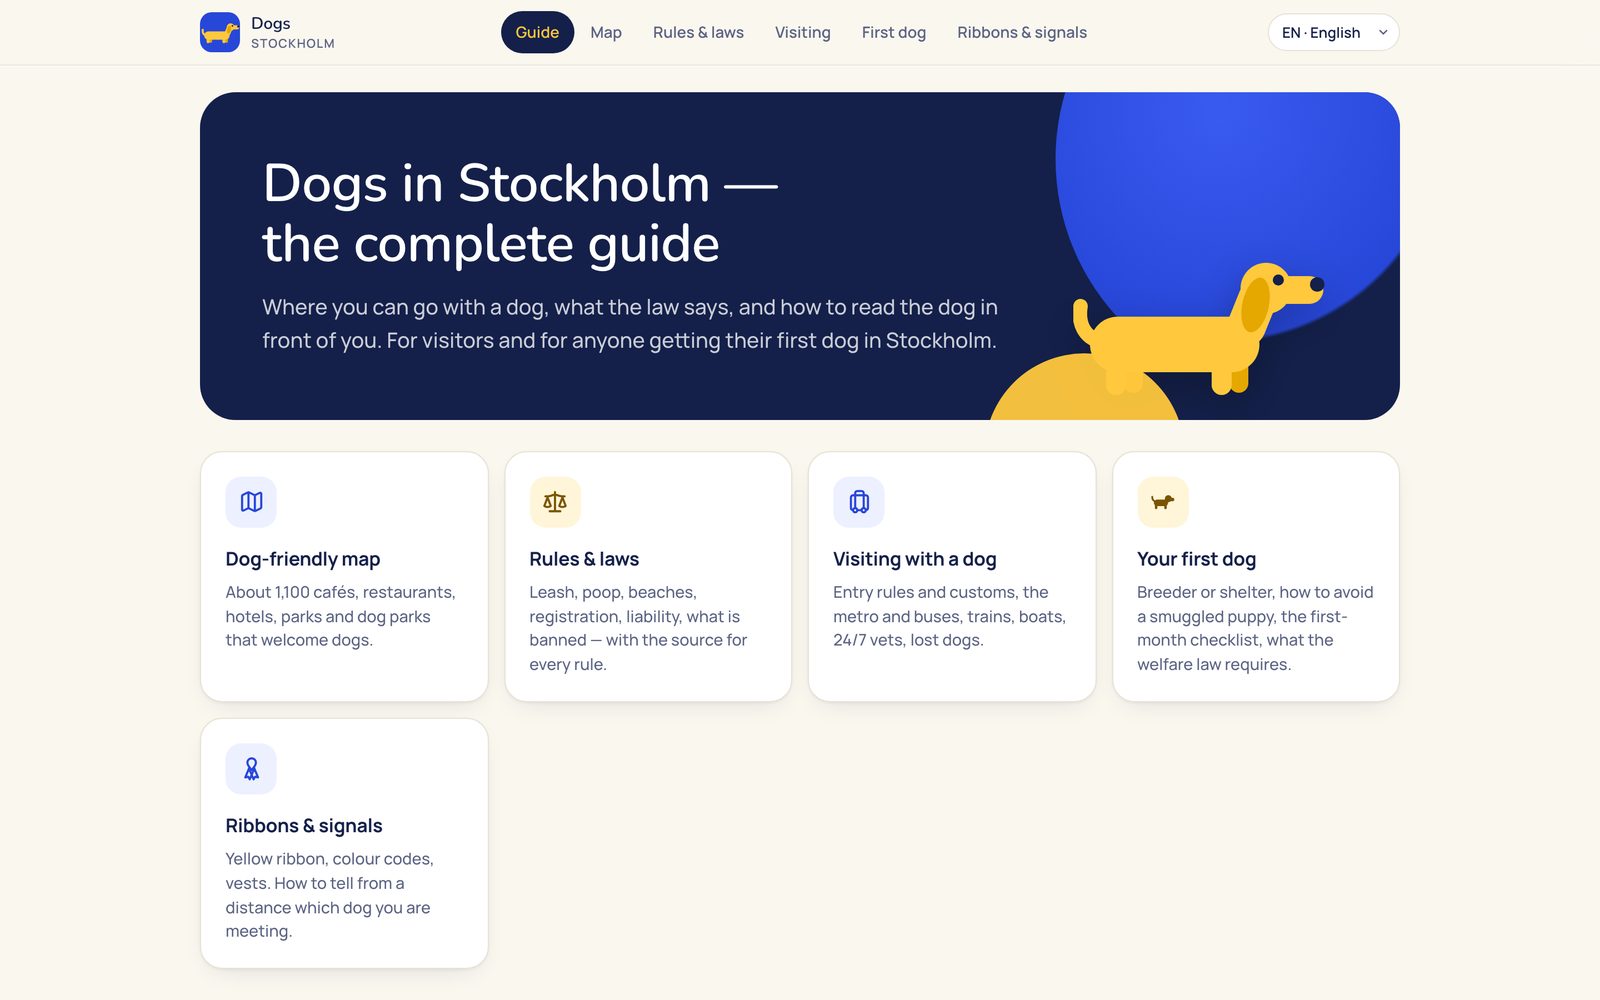 Dogs
STOCKHOLM
Guide
Map
Rules & laws
Visiting
First dog
Ribbons & signals
EN · English
Dogs in Stockholm —
the complete guide
Where you can go with a dog, what the law says, and how to read the dog in
front of you. For visitors and for anyone getting their first dog in Stockholm.
Dog-friendly map
About 1,100 cafés, restaurants,
hotels, parks and dog parks
that welcome dogs.
Rules & laws
Leash, poop, beaches,
registration, liability, what is
banned — with the source for
every rule.
Visiting with a dog
Entry rules and customs, the
metro and buses, trains, boats,
24/7 vets, lost dogs.
Your first dog
Breeder or shelter, how to avoid
a smuggled puppy, the first-
month checklist, what the
welfare law requires.
Ribbons & signals
Yellow ribbon, colour codes,
vests. How to tell from a
distance which dog you are
meeting.